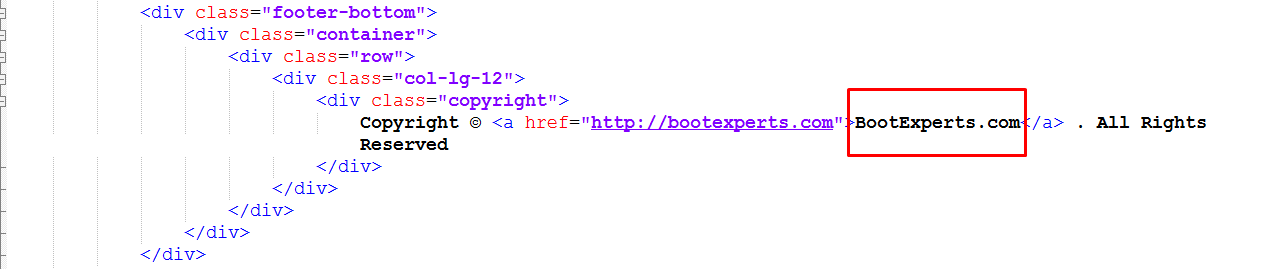 <div class="footer-bottom">
<div class="container">
<div class="row">
<div class="col-lg-12">
<div class="copyright">
Copyright © <a href="http://bootexperts.com">BootExperts.com</a> . All Rights
Reserved
</div>
</div>
</div>
</div>
</div>